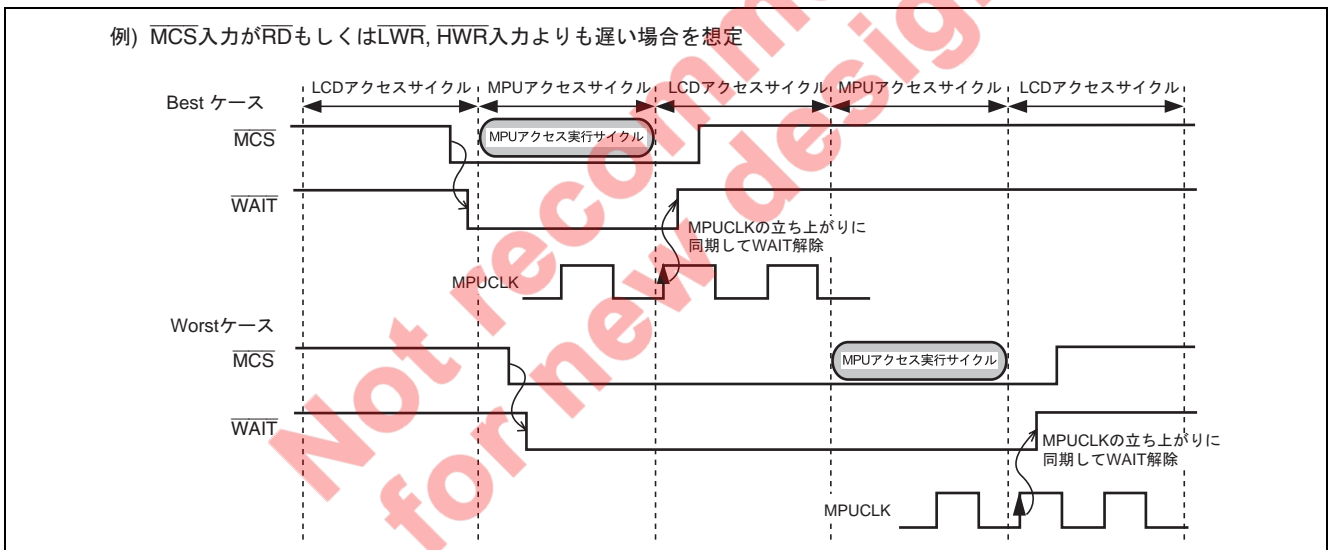 例) MCS入力がRDもしくはLWR, HWR入力よりも遅い場合を想定
LCDアクセスサイクル MPUアクセスサイクル LCDアクセスサイクル MPUアクセスサイクル LCDアクセスサイクル
Best ケース
MCS
MPUアクセス実行サイクル
WAIT
MPUCLKの立ち上がりに
同期してWAIT解除
MPUCLK
Worstケース
MCS
MPUアクセス実行サイクル
WAIT
MPUCLKの立ち上がりに
同期してWAIT解除
MPUCLK
Not recomm
for new design